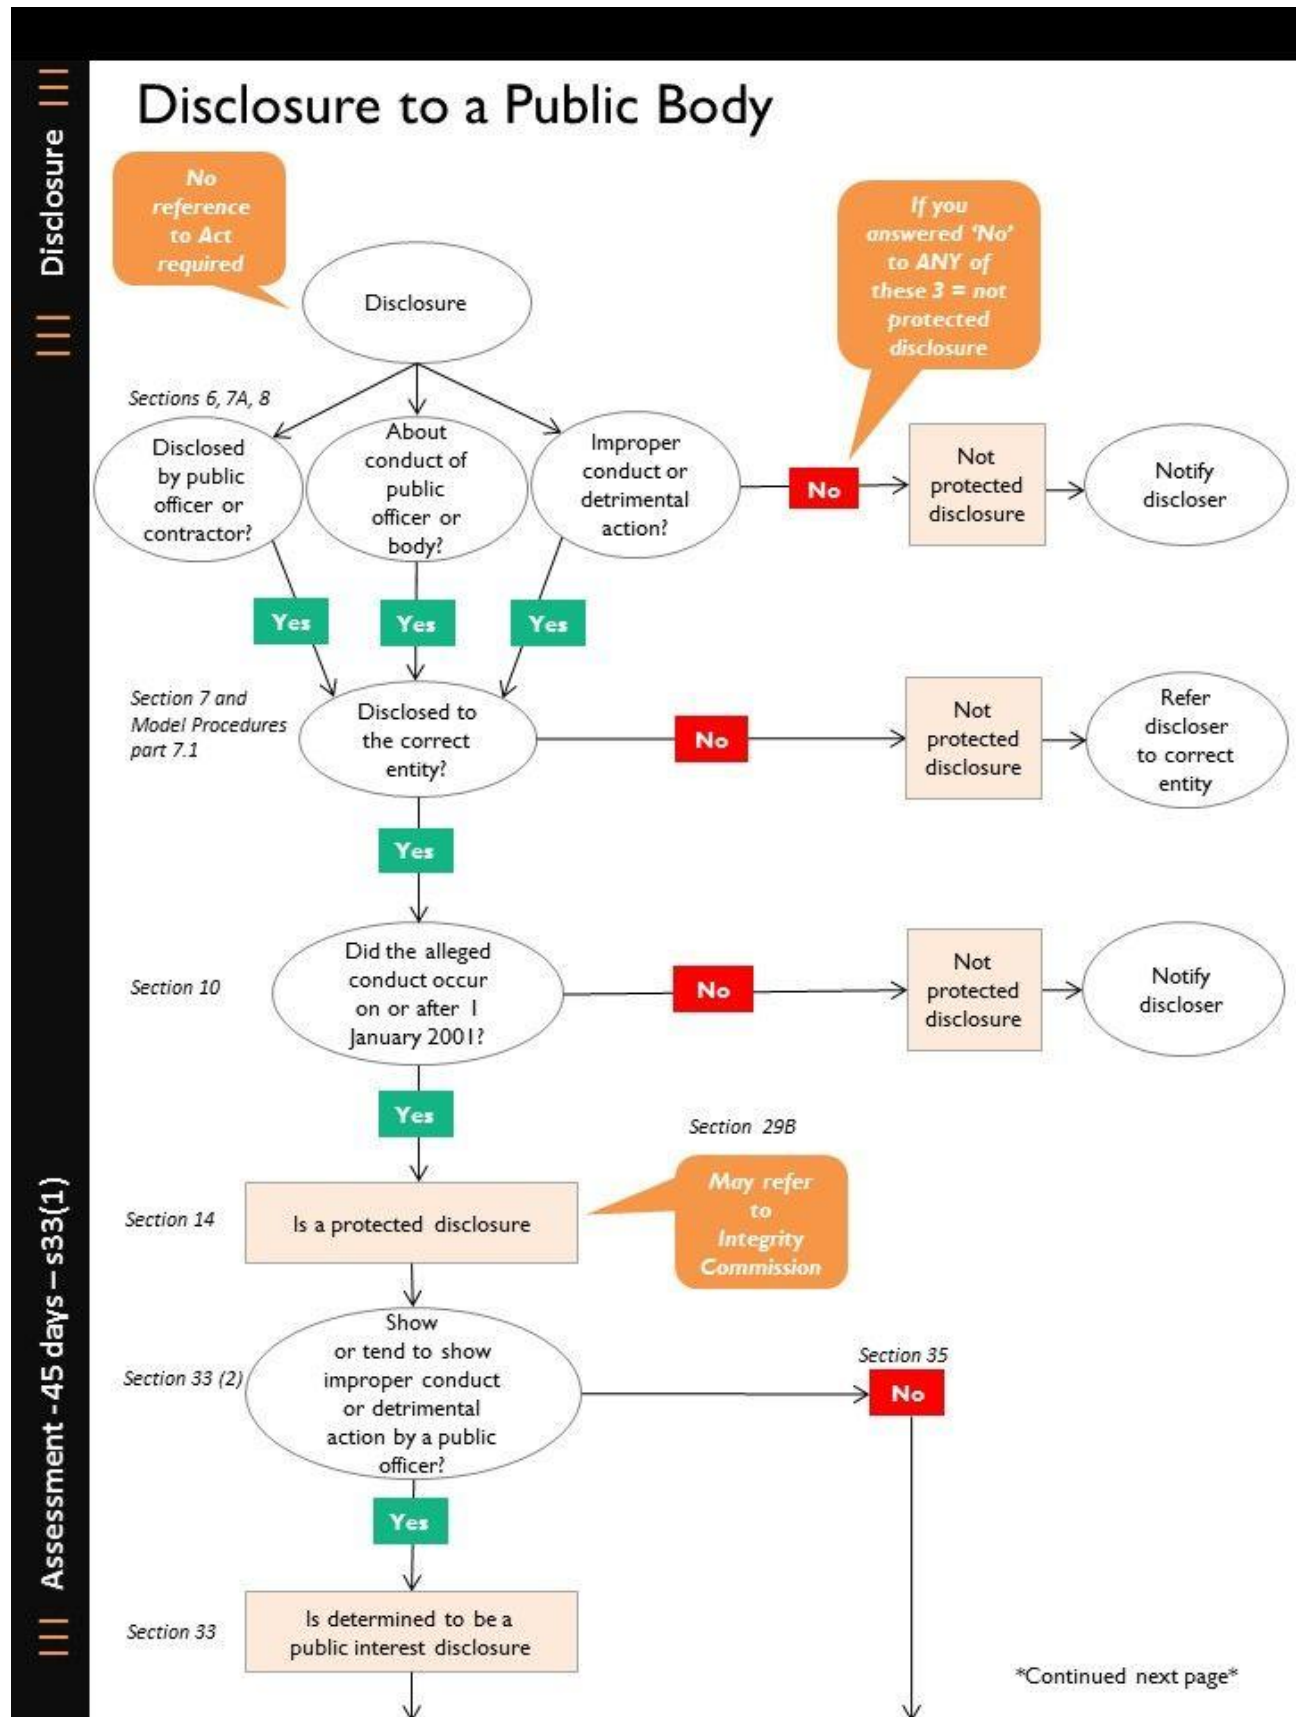 Disclosure to a Public Body
Disclosure
Assessment -45 days – s33(1)
No
reference
to Act
required
If you
answered ‘No’
to ANY of
these 3 = not
protected
disclosure
Disclosure
Sections 6, 7A, 8
Disclosed
by public
officer or
contractor?
About
conduct of
public
officer or
body?
Improper
conduct or
detrimental
action?
No
Not
protected
disclosure
Notify
discloser
Yes
Yes
Yes
Section 7 and
Model Procedures
part 7.1
Disclosed to
the correct
entity?
No
Not
protected
disclosure
Refer
discloser
to correct
entity
Yes
Section 10
Did the alleged
conduct occur
on or after 1
January 2001?
No
Not
protected
disclosure
Notify
discloser
Yes
Section 29B
May refer
to
Integrity
Commission
Section 14
Is a protected disclosure
Section 33 (2)
Show
or tend to show
improper conduct
or detrimental
action by a public
officer?
Section 35
No
Yes
Section 33
Is determined to be a
public interest disclosure
*Continued next page*